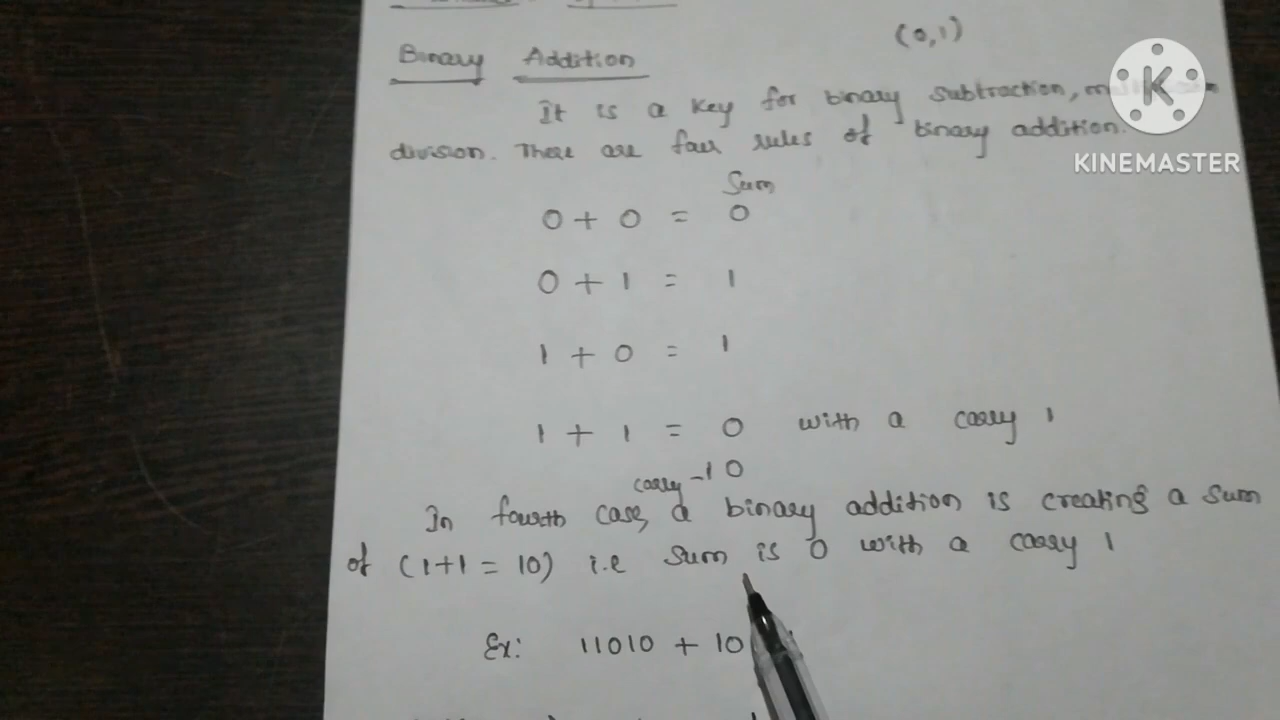 (0,1)
Binary Addition
It is a key for binary subtraction,
division. There are four rules of binary addition.
Sum
0 + 0 = 0
0 + 1 = 1
1 + 0 = 1
1 + 1 = 0 with a carry 1
carry -1 0
In fourth case, a binary addition is creating a sum
of (1+1 = 10) i.e sum is 0 with a carry 1
Ex: 11010 + 10
KINEMASTER